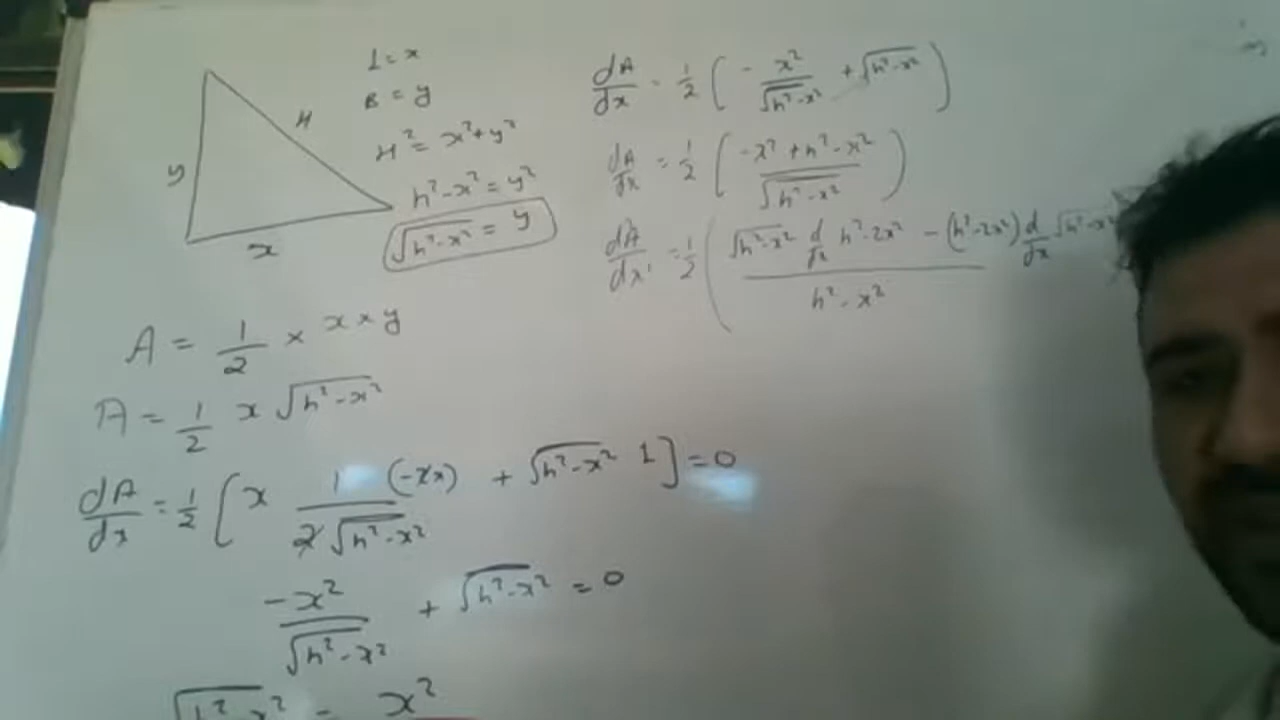 L = x
B = y
H
H² = x² + y²
y
h² - x² = y²
√(h² - x²) = y
x
A = 1/2 × x × y
A = 1/2 x √(h² - x²)
dA/dx = 1/2 [ x 1/(2√(h² - x²)) (-2x) + √(h² - x²) 1 ] = 0
-x²/√(h² - x²) + √(h² - x²) = 0
√(h² - x²) = x²
dA/dx = 1/2 ( - x²/√(h² - x²) + √(h² - x²) )
dA/dx = 1/2 ( (-x² + h² - x²)/√(h² - x²) )
dA/dx' = 1/2 ( (√(h² - x²) d/dx h² - 2x² - (h² - 2x²) d/dx √(h² - x²))/(h² - x²)